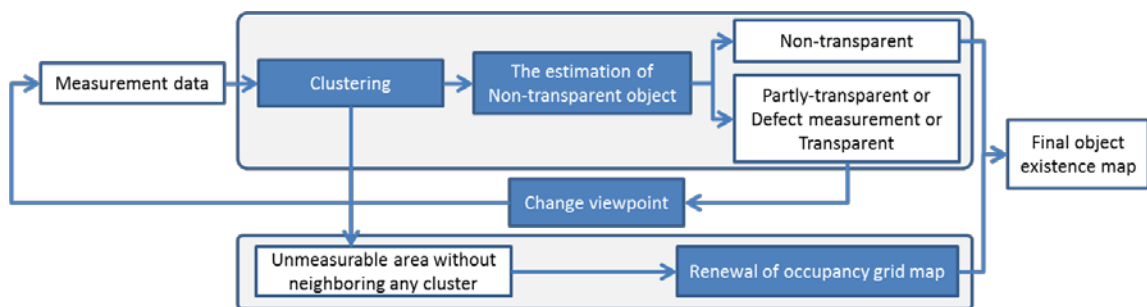 Measurement data
Clustering
The estimation of
Non-transparent object
Non-transparent
Partly-transparent or
Defect measurement or
Transparent
Final object
existence map
Change viewpoint
Unmeasurable area without
neighboring any cluster
Renewal of occupancy grid map